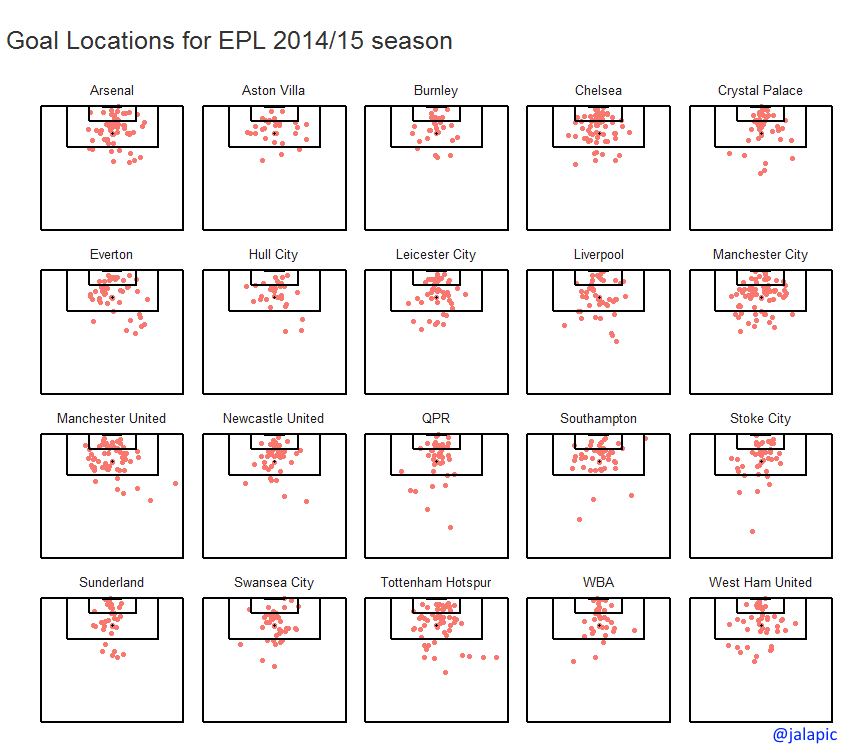 Goal Locations for EPL 2014/15 season
Arsenal Aston Villa Burnley Chelsea Crystal Palace
Everton Hull City Leicester City Liverpool Manchester City
Manchester United Newcastle United QPR Southampton Stoke City
Sunderland Swansea City Tottenham Hotspur WBA West Ham United
@jalapic